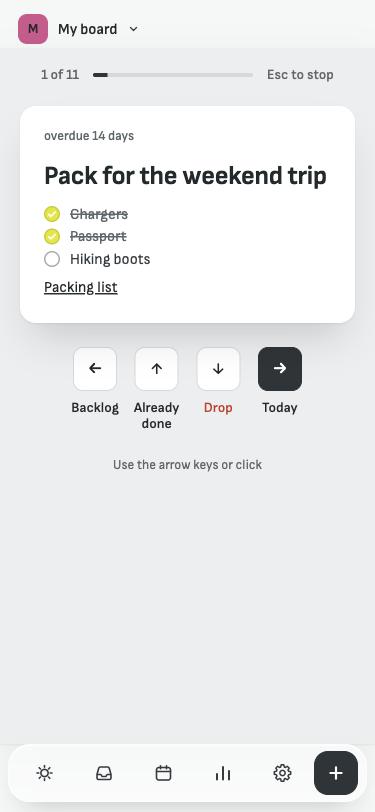 M My board
1 of 11 Esc to stop
overdue 14 days
Pack for the weekend trip
Chargers
Passport
Hiking boots
Packing list
Backlog Already done Drop Today
Use the arrow keys or click